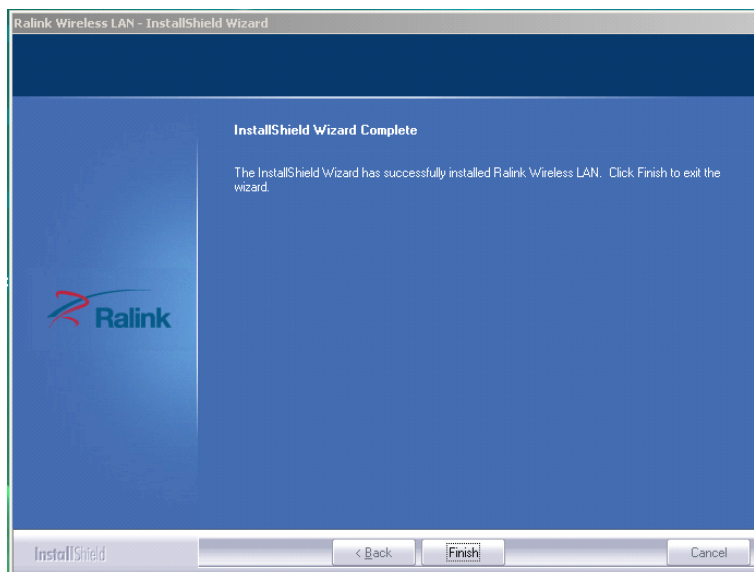 Ralink Wireless LAN - InstallShield Wizard
InstallShield Wizard Complete
The InstallShield Wizard has successfully installed Ralink Wireless LAN. Click Finish to exit the
wizard.
Ralink
InstallShield
< Back
Finish
Cancel